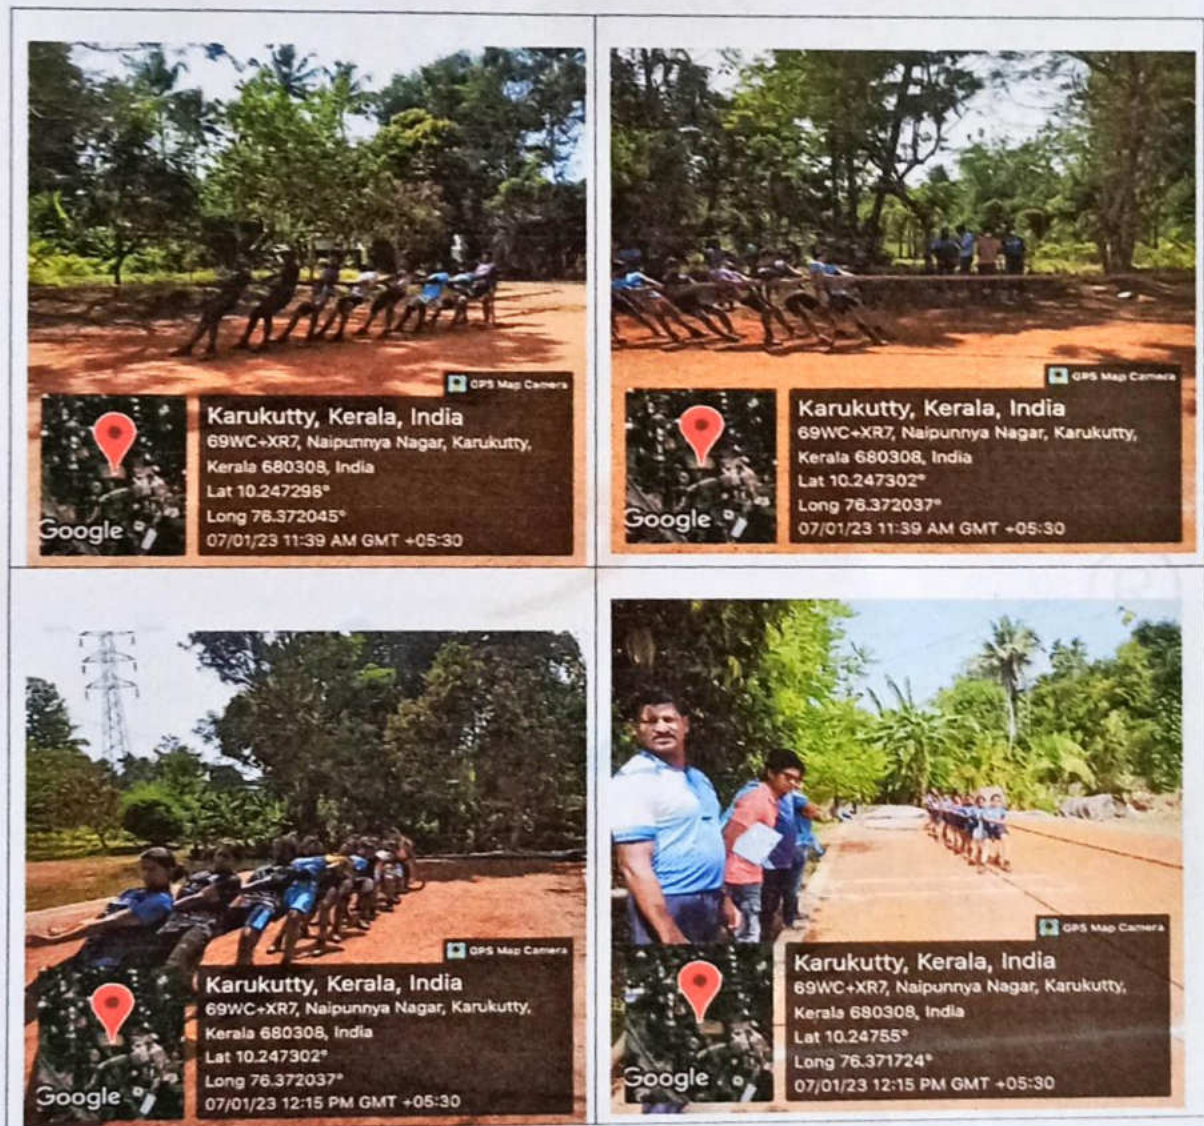 GPS Map Camera
Karukutty, Kerala, India
69WC+XR7, Naipunnya Nagar, Karukutty,
Kerala 680308, India
Lat 10.247298°
Long 76.372045°
07/01/23 11:39 AM GMT +05:30
Google
GPS Map Camera
Karukutty, Kerala, India
69WC+XR7, Naipunnya Nagar, Karukutty,
Kerala 680308, India
Lat 10.247302°
Long 76.372037°
07/01/23 11:39 AM GMT +05:30
Google
GPS Map Camera
Karukutty, Kerala, India
69WC+XR7, Naipunnya Nagar, Karukutty,
Kerala 680308, India
Lat 10.247302°
Long 76.372037°
07/01/23 12:15 PM GMT +05:30
Google
GPS Map Camera
Karukutty, Kerala, India
69WC+XR7, Naipunnya Nagar, Karukutty,
Kerala 680308, India
Lat 10.24755°
Long 76.371724°
07/01/23 12:15 PM GMT +05:30
Google